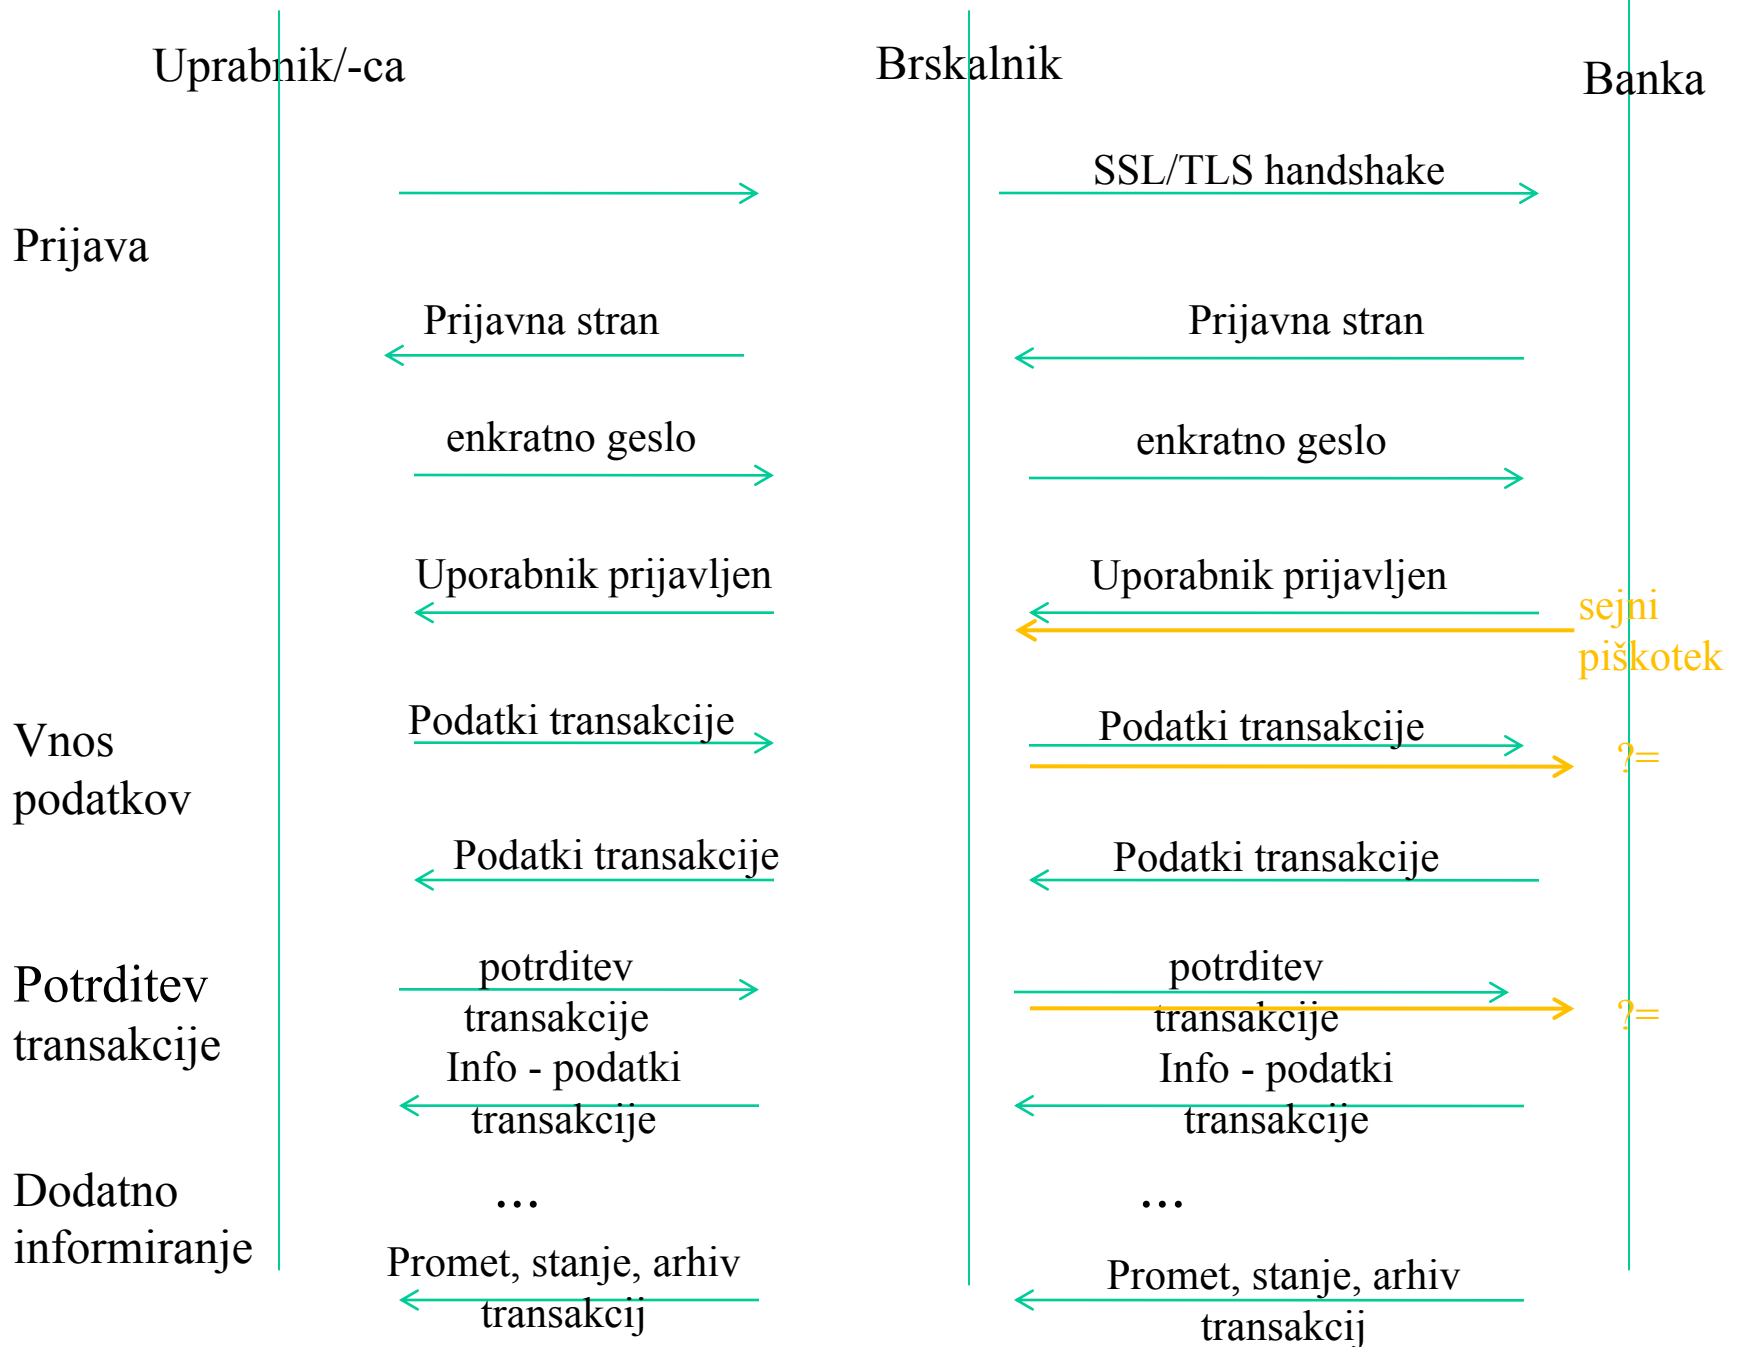 Uprabnik/-ca
Brskalnik
Banka
SSL/TLS handshake
Prijava
Prijavna stran
Prijavna stran
enkratno geslo
enkratno geslo
Uporabnik prijavljen
Uporabnik prijavljen
sejni
piškotek
Vnos
podatkov
Podatki transakcije
Podatki transakcije
?=
Podatki transakcije
Podatki transakcije
Potrditev
transakcije
potrditev
transakcije
potrditev
transakcije
?=
Info - podatki
transakcije
Info - podatki
transakcije
Dodatno
informiranje
...
...
Promet, stanje, arhiv
transakcij
Promet, stanje, arhiv
transakcij